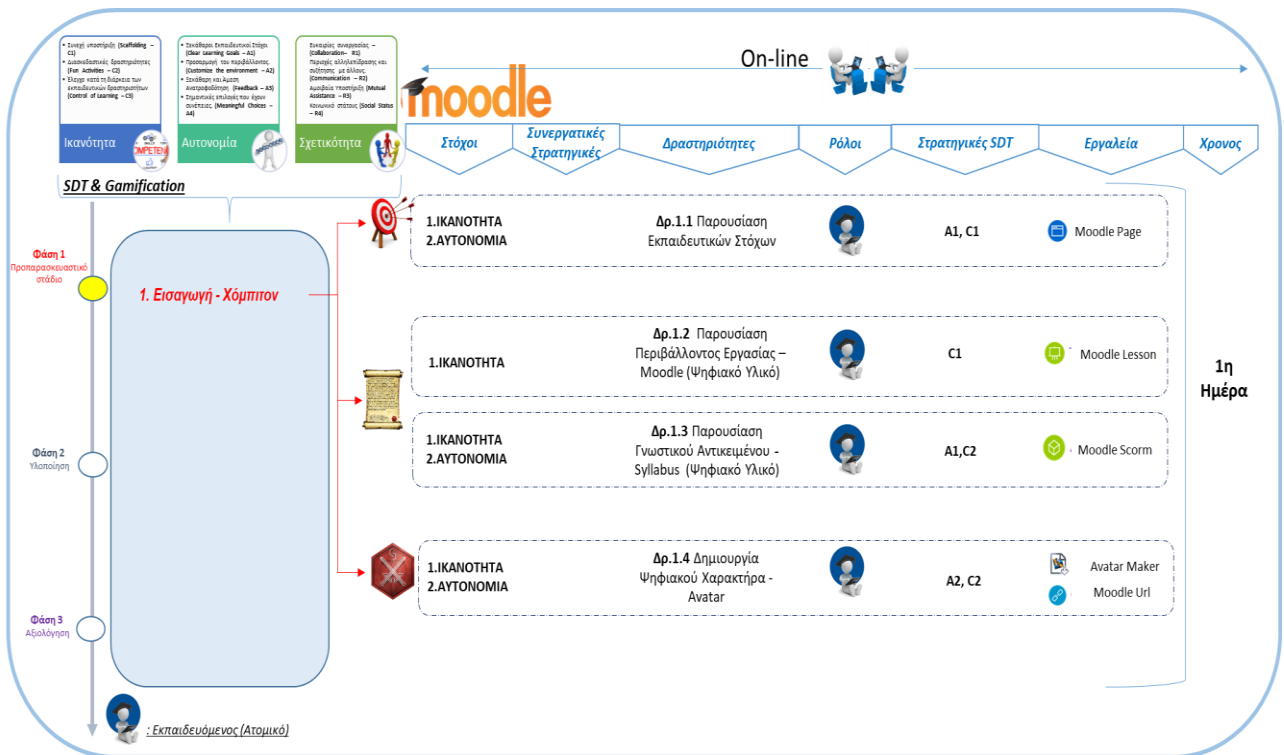 • Συνεχή υποστήριξη (Scaffolding –
C1)
• Διασκεδαστικές δραστηριότητες
(Fun Activities – C2)
• Έλεγχο κατά τη διάρκεια των
εκπαιδευτικών δραστηριοτήτων
(Control of Learning – C3)
Ικανότητα
• Ξεκάθαροι Εκπαιδευτικοί Στόχοι
(Clear Learning Goals – A1)
• Προσαρμογή του περιβάλλοντος.
(Customize the environment – A2)
• Ξεκάθαρη και Άμεση
Ανατροφοδότηση (Feedback – A3)
• Σημαντικές επιλογές που έχουν
συνέπειες. (Meaningful Choices –
A4)
Αυτονομία
Ευκαιρίες συνεργασίας –
(Collaboration– R1)
Περιοχές αλληλεπίδρασης και
συζήτησης με άλλους.
(Communication – R2)
Αμοιβαία Υποστήριξη (Mutual
Assistance – R3)
Κοινωνικό στάτους (Social Status
– R4)
Σχετικότητα
SDT & Gamification
On-line
moodle
Στόχοι
Συνεργατικές
Στρατηγικές
Δραστηριότητες
Ρόλοι
Στρατηγικές SDT
Εργαλεία
Χρονος
Φάση 1
Προπαρασκευαστικό
στάδιο
1. Εισαγωγή - Χόμπιτον
1.ΙΚΑΝΟΤΗΤΑ
2.ΑΥΤΟΝΟΜΙΑ
Δρ.1.1 Παρουσίαση
Εκπαιδευτικών Στόχων
A1, C1
Moodle Page
1.ΙΚΑΝΟΤΗΤΑ
Δρ.1.2 Παρουσίαση
Περιβάλλοντος Εργασίας –
Moodle (Ψηφιακό Υλικό)
C1
Moodle Lesson
1η
Ημέρα
1.ΙΚΑΝΟΤΗΤΑ
2.ΑΥΤΟΝΟΜΙΑ
Δρ.1.3 Παρουσίαση
Γνωστικού Αντικειμένου -
Syllabus (Ψηφιακό Υλικό)
A1,C2
Moodle Scorm
Φάση 2
Υλοποίηση
1.ΙΚΑΝΟΤΗΤΑ
2.ΑΥΤΟΝΟΜΙΑ
Δρ.1.4 Δημιουργία
Ψηφιακού Χαρακτήρα -
Avatar
A2, C2
Avatar Maker
Moodle Url
Φάση 3
Αξιολόγηση
: Εκπαιδευόμενος (Ατομικό)